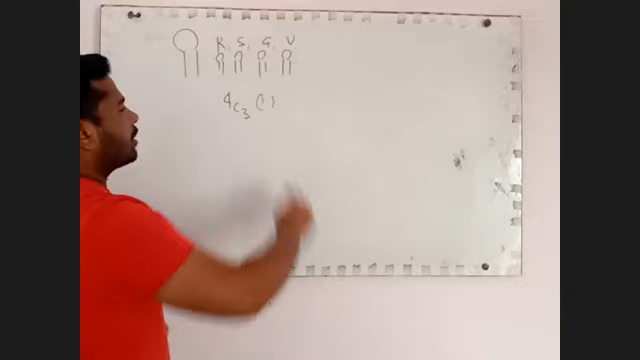 R, S, G, V
4C3 (1)